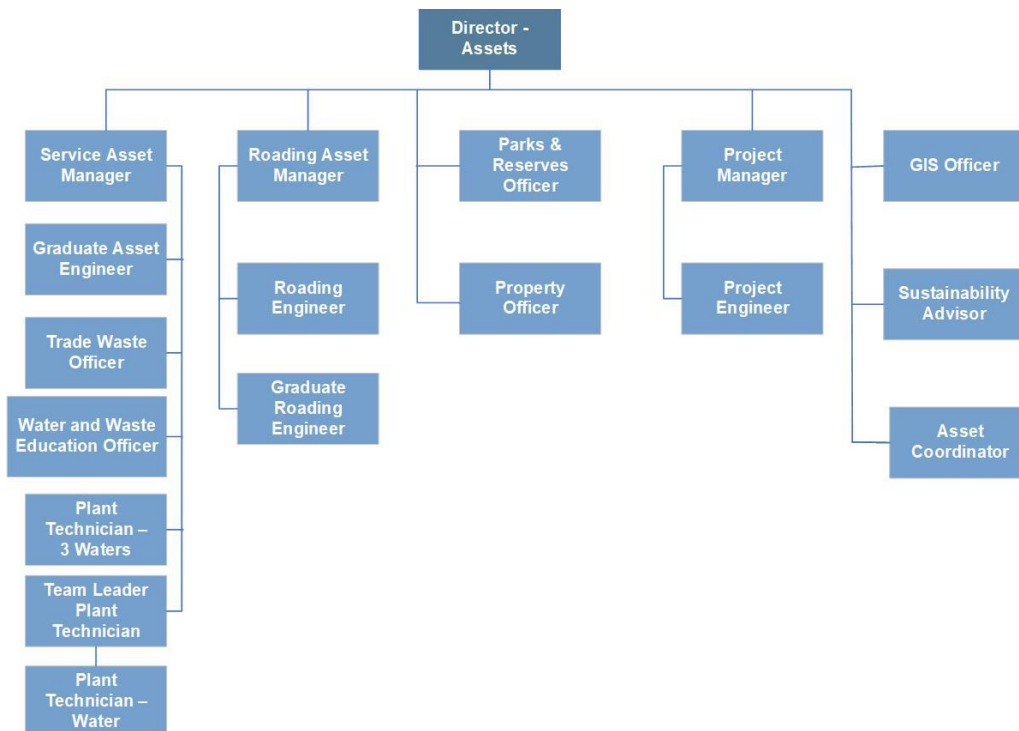 Director -
Assets
Service Asset
Manager
Roading Asset
Manager
Parks &
Reserves
Officer
Project
Manager
GIS Officer
Graduate Asset
Engineer
Roading
Engineer
Property
Officer
Project
Engineer
Sustainability
Advisor
Trade Waste
Officer
Graduate
Roading
Engineer
Water and Waste
Education Officer
Asset
Coordinator
Plant
Technician –
3 Waters
Team Leader
Plant
Technician
Plant
Technician –
Water